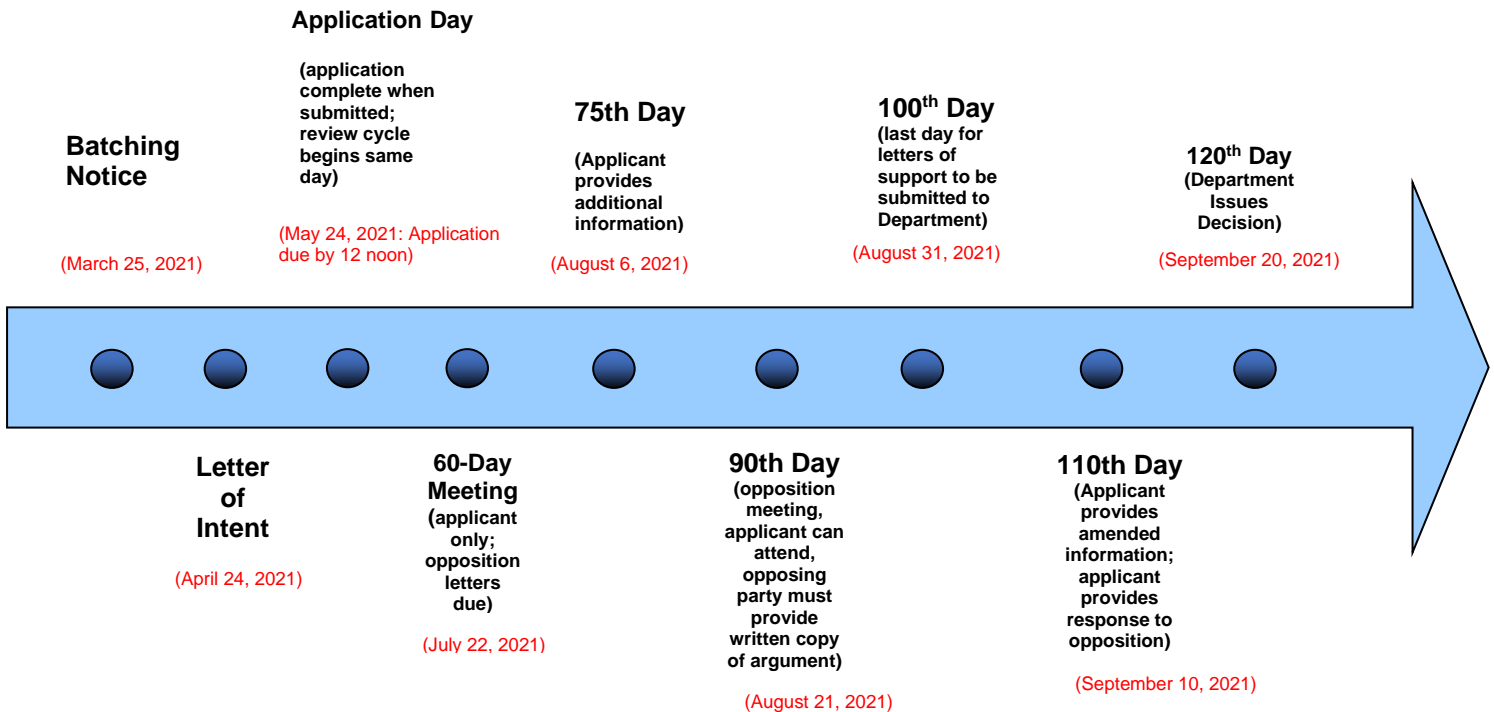 Batching
Notice
(March 25, 2021)
Letter
of
Intent
(April 24, 2021)
Application Day
(application
complete when
submitted;
review cycle
begins same
day)
(May 24, 2021: Application
due by 12 noon)
60-Day
Meeting
(applicant
only;
opposition
letters
due)
(July 22, 2021)
75th Day
(Applicant
provides
additional
information)
(August 6, 2021)
90th Day
(opposition
meeting,
applicant can
attend,
opposing
party must
provide
written copy
of argument)
(August 21, 2021)
100th Day
(last day for
letters of
support to be
submitted to
Department)
(August 31, 2021)
110th Day
(Applicant
provides
amended
information;
applicant
provides
response to
opposition)
(September 10, 2021)
120th Day
(Department
Issues
Decision)
(September 20, 2021)